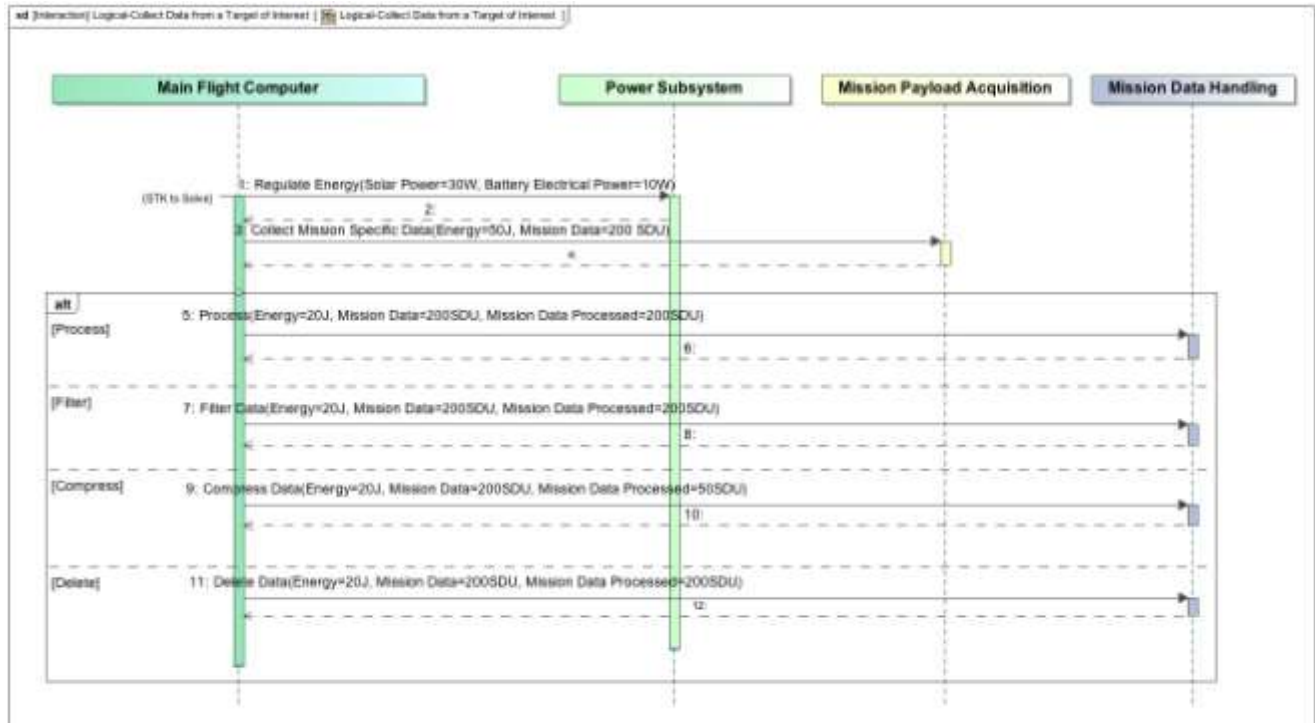 sd [Interaction] Logical-Collect Data from a Target of Interest [ Logical-Collect Data from a Target of Interest ]
Main Flight Computer
Power Subsystem
Mission Payload Acquisition
Mission Data Handling
1: Regulate Energy(Solar Power=30W, Battery Electrical Power=10W)
(STK to Solve)
2:
3: Collect Mission Specific Data(Energy=50J, Mission Data=200 SDU)
4:
alt
5: Process(Energy=20J, Mission Data=200SDU, Mission Data Processed=200SDU)
[Process]
6:
[Filter]
7: Filter Data(Energy=20J, Mission Data=200SDU, Mission Data Processed=200SDU)
8:
[Compress]
9: Compress Data(Energy=20J, Mission Data=200SDU, Mission Data Processed=50SDU)
10:
[Delete]
11: Delete Data(Energy=20J, Mission Data=200SDU, Mission Data Processed=200SDU)
12: